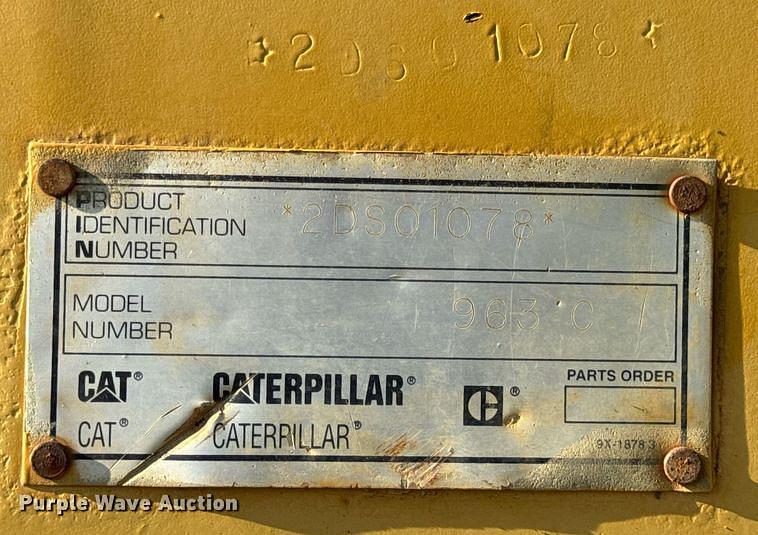 *2DS01078*
PRODUCT
IDENTIFICATION
NUMBER
*2DS01078*
MODEL
NUMBER
963 C
CAT® CATERPILLAR® C®
PARTS ORDER
CAT® CATERPILLAR®
9X-1878 3
Purple Wave Auction